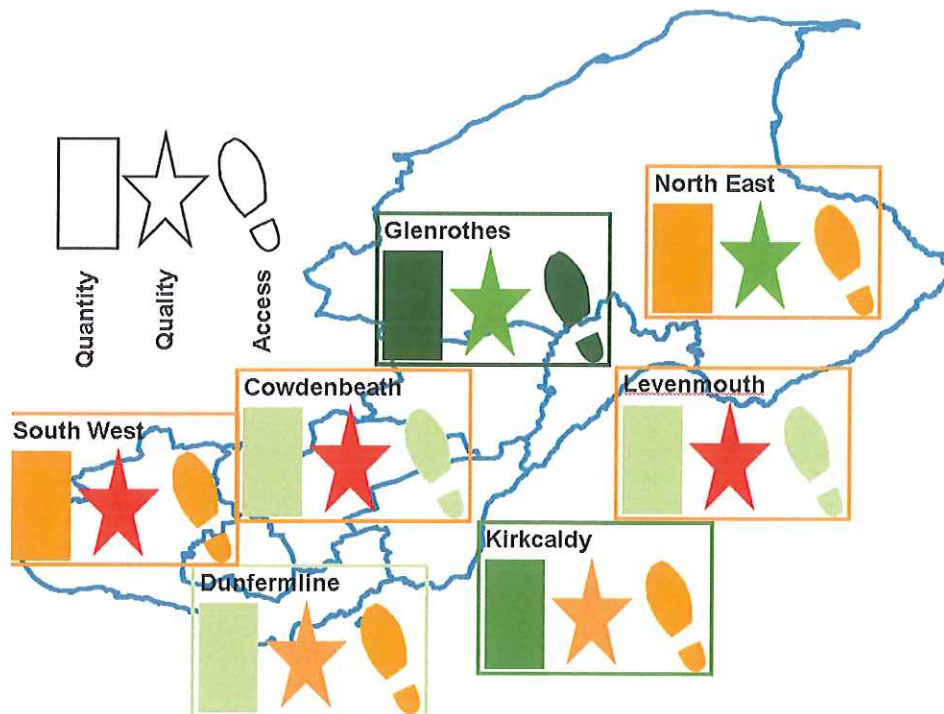 North East
Glenrothes
Quantity
Quality
Access
Cowdenbeath
Levenmouth
South West
Kirkcaldy
Dunfermline